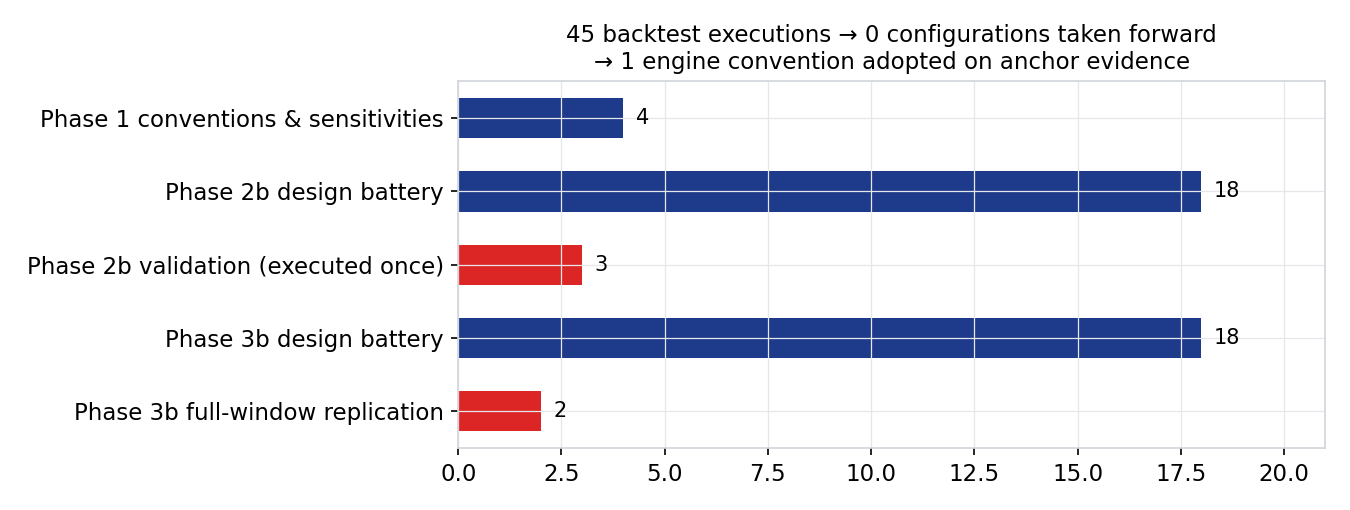 45 backtest executions → 0 configurations taken forward
→ 1 engine convention adopted on anchor evidence
Phase 1 conventions & sensitivities
4
Phase 2b design battery
18
Phase 2b validation (executed once)
3
Phase 3b design battery
18
Phase 3b full-window replication
2
0.0 2.5 5.0 7.5 10.0 12.5 15.0 17.5 20.0